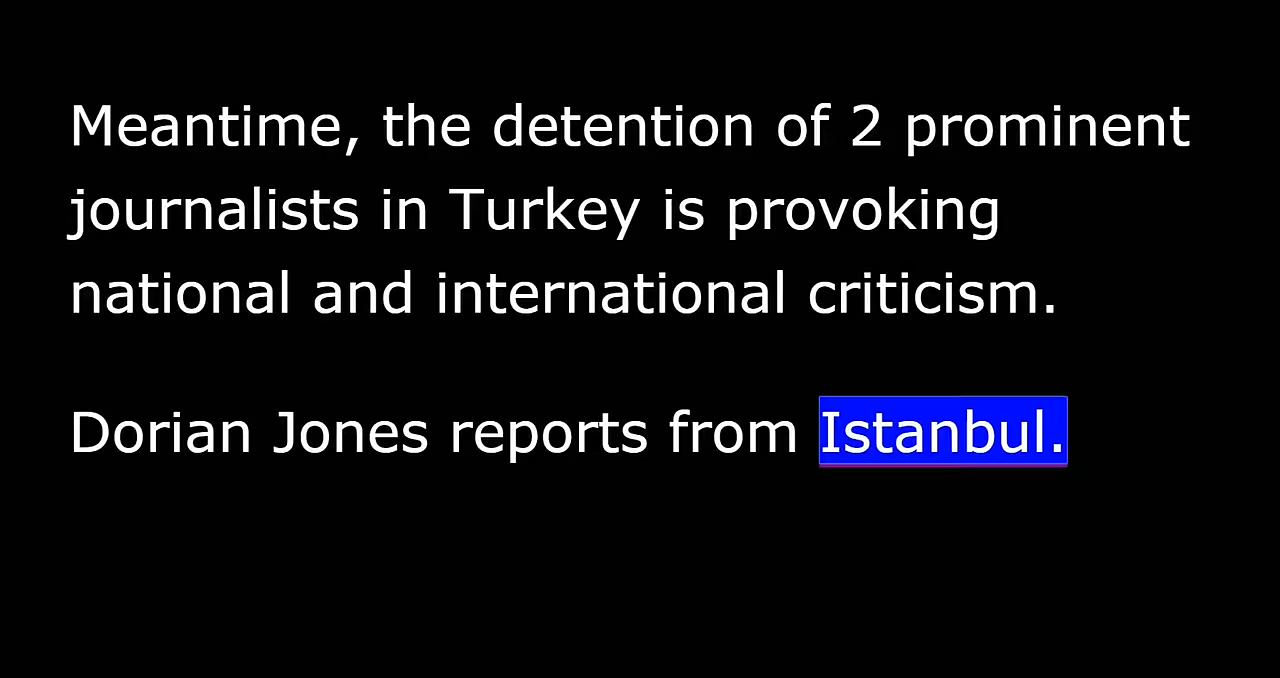 Meantime, the detention of 2 prominent
journalists in Turkey is provoking
national and international criticism.
Dorian Jones reports from Istanbul.